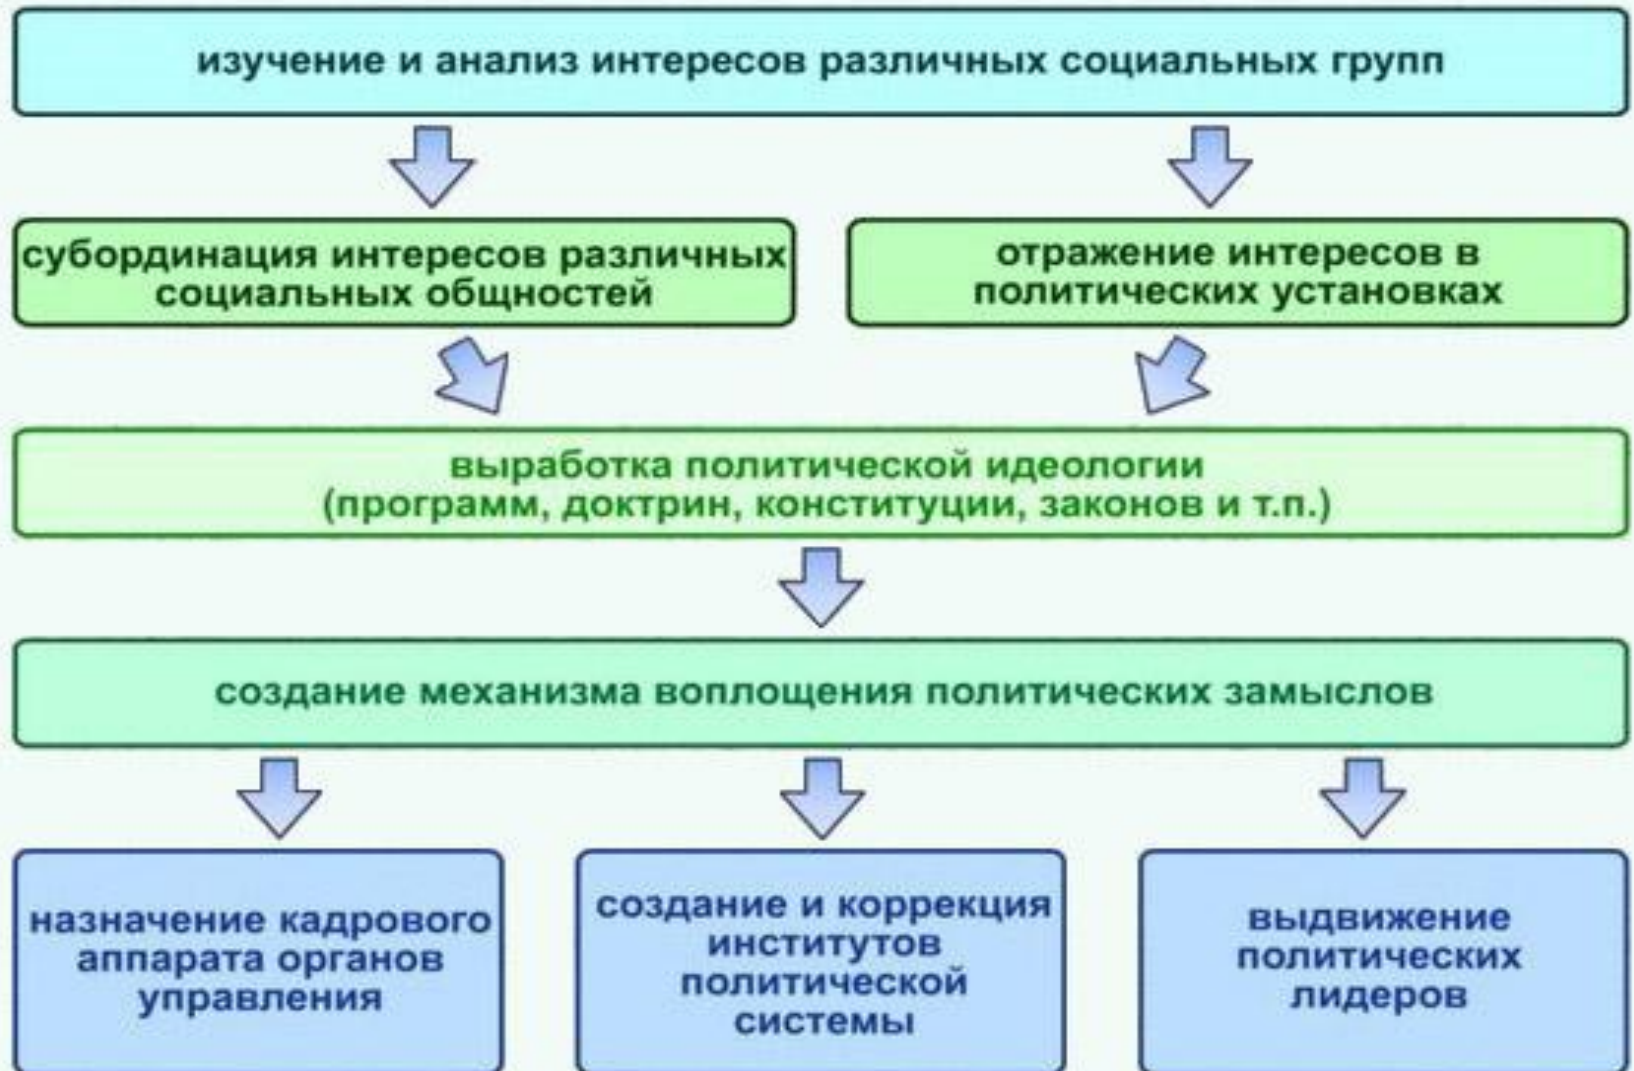 изучение и анализ интересов различных социальных групп
субординация интересов различных
социальных общностей
отражение интересов в
политических установках
выработка политической идеологии
(программ, доктрин, конституции, законов и т.п.)
создание механизма воплощения политических замыслов
назначение кадрового
аппарата органов
управления
создание и коррекция
институтов
политической
системы
выдвижение
политических
лидеров